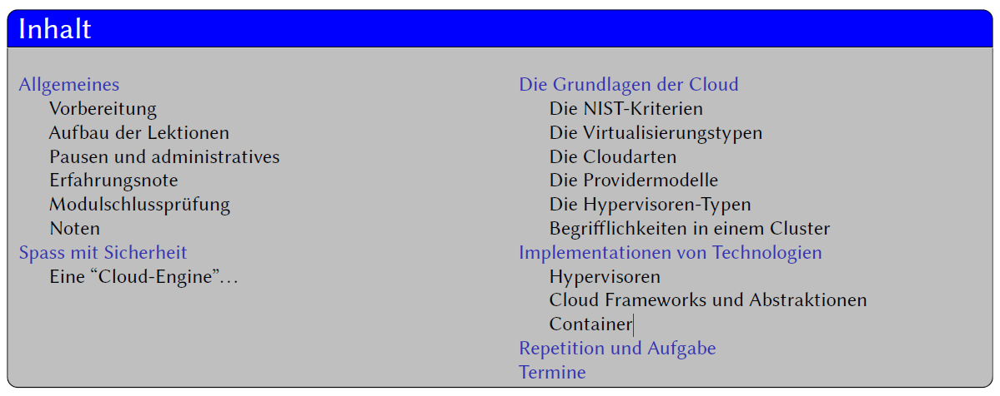 Inhalt
Allgemeines
Vorbereitung
Aufbau der Lektionen
Pausen und administratives
Erfahrungsnote
Modulschlussprüfung
Noten
Spass mit Sicherheit
Eine “Cloud-Engine”…
Die Grundlagen der Cloud
Die NIST-Kriterien
Die Virtualisierungstypen
Die Cloudarten
Die Providermodelle
Die Hypervisoren-Typen
Begrifflichkeiten in einem Cluster
Implementationen von Technologien
Hypervisoren
Cloud Frameworks und Abstraktionen
Container
Repetition und Aufgabe
Termine